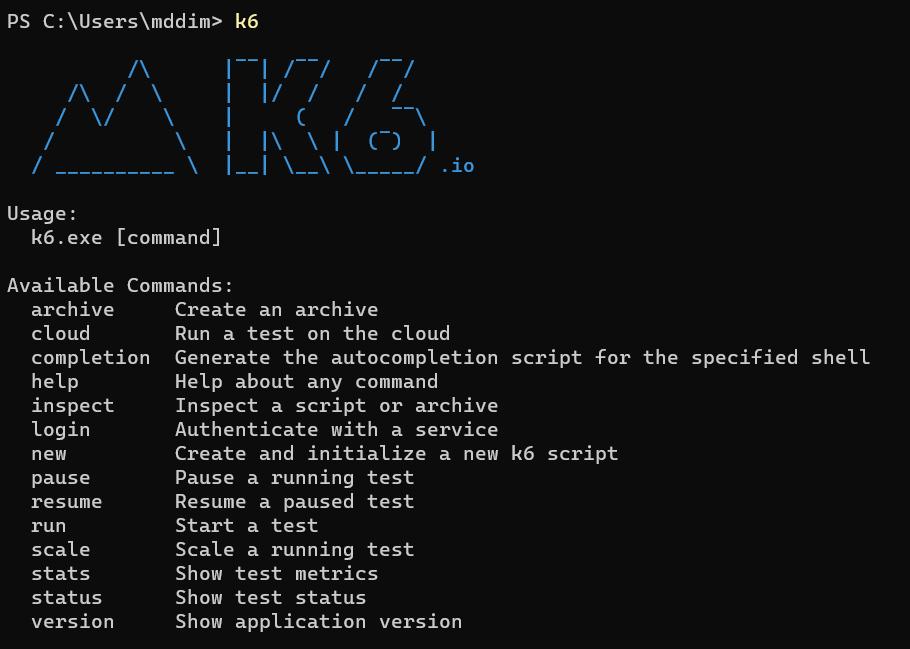 PS C:\Users\mddim> k6
          /\      |‾‾| /‾‾/   /‾‾/
     /\  /  \     |  |/  /   /  /
    /  \/    \    |     (   /   ‾‾\
   /          \   |  |\  \ |  (‾)  |
  / __________ \  |__| \__\ \_____/ .io
Usage:
  k6.exe [command]
Available Commands:
  archive     Create an archive
  cloud       Run a test on the cloud
  completion  Generate the autocompletion script for the specified shell
  help        Help about any command
  inspect     Inspect a script or archive
  login       Authenticate with a service
  new         Create and initialize a new k6 script
  pause       Pause a running test
  resume      Resume a paused test
  run         Start a test
  scale       Scale a running test
  stats       Show test metrics
  status      Show test status
  version     Show application version